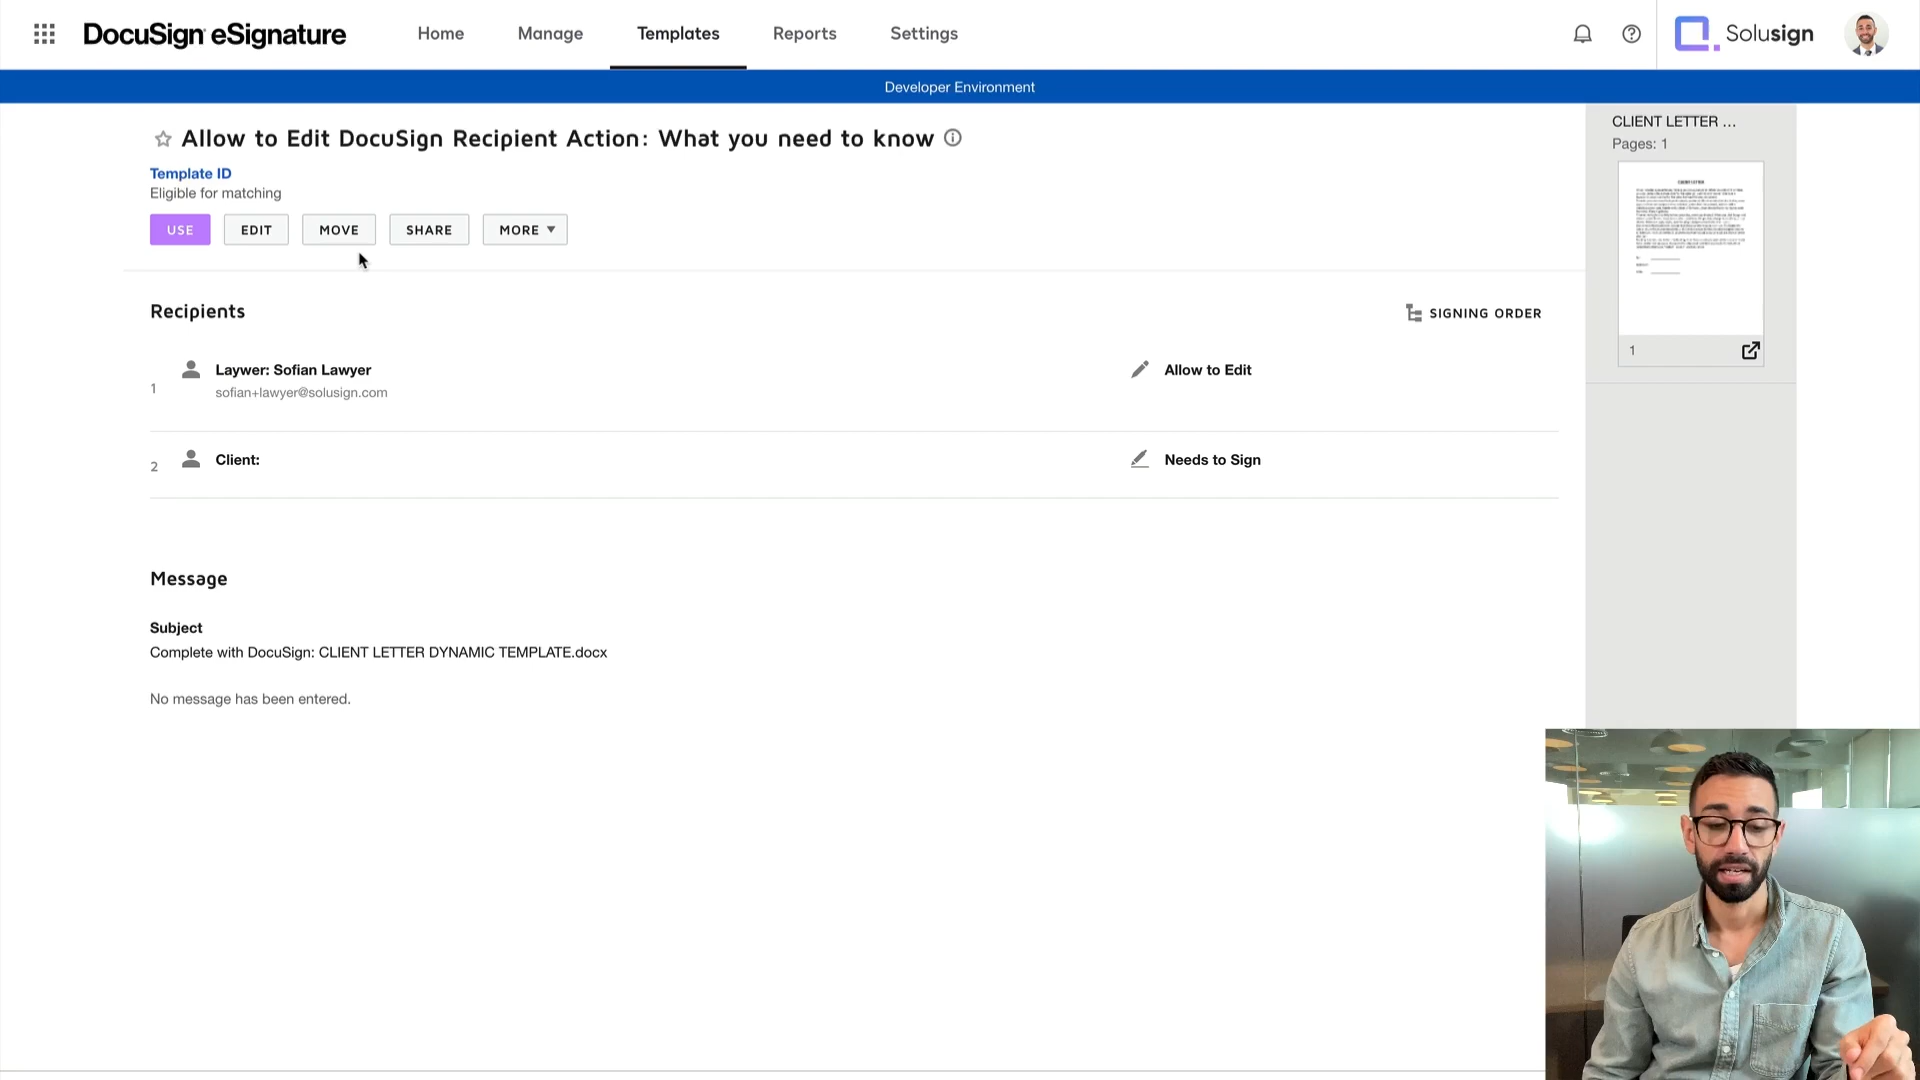 DocuSign eSignature
Home
Manage
Templates
Reports
Settings
Solusign
Developer Environment
Allow to Edit DocuSign Recipient Action: What you need to know
Template ID
Eligible for matching
USE
EDIT
MOVE
SHARE
MORE
Recipients
SIGNING ORDER
1
Laywer: Sofian Lawyer
sofian+lawyer@solusign.com
Allow to Edit
2
Client:
Needs to Sign
Message
Subject
Complete with DocuSign: CLIENT LETTER DYNAMIC TEMPLATE.docx
No message has been entered.
CLIENT LETTER ...
Pages: 1
CLIENT LETTER
1